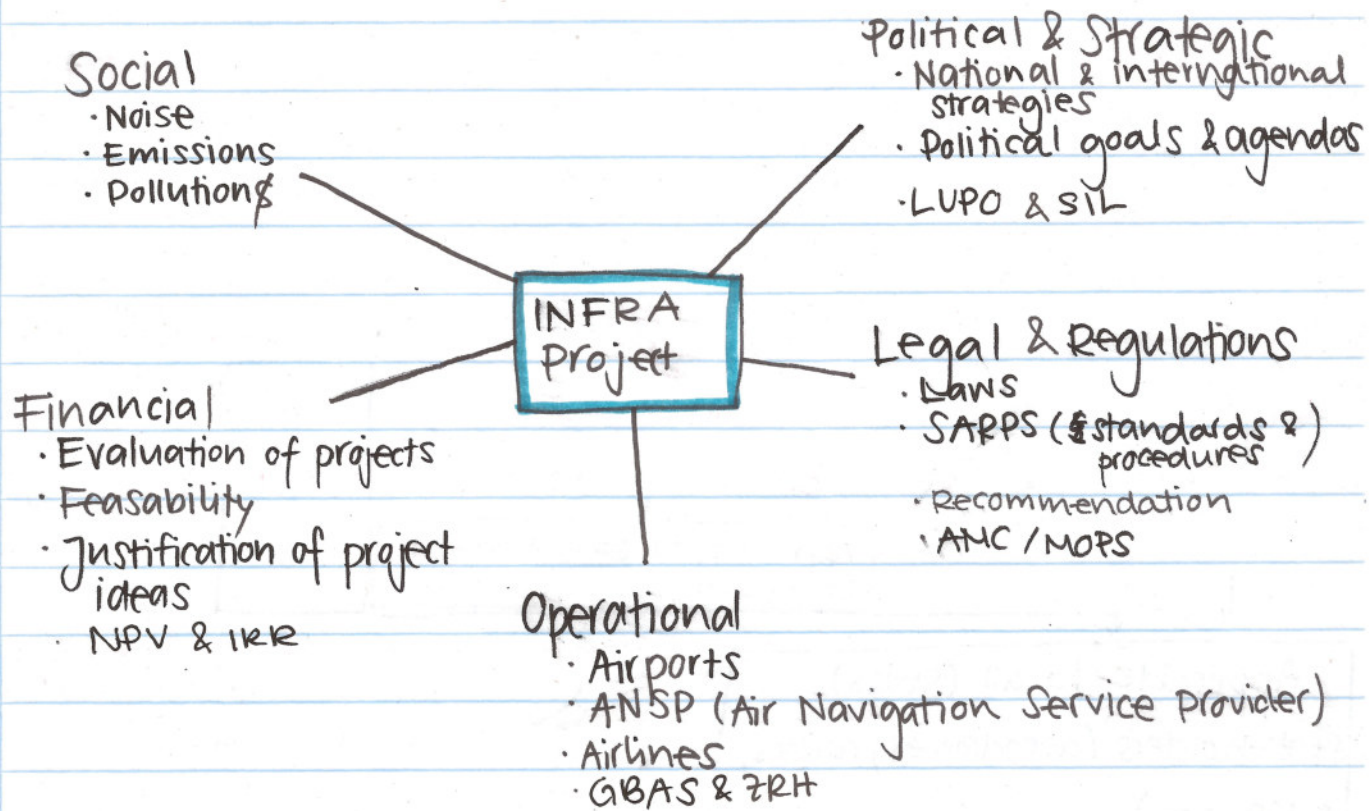 Social
· Noise
· Emissions
· Pollution
Political & Strategic
· National & international
strategies
· Political goals & agendas
· LUPO & SIL
INFRA
project
Legal & Regulations
· Laws
· SARPS (standards &
procedures)
· Recommendation
· AMC / MOPS
Financial
· Evaluation of projects
· Feasability
· Justification of project
ideas
· NPV & IRR
Operational
· Airports
· ANSP (Air Navigation Service Provider)
· Airlines
· GBAS & ZRH